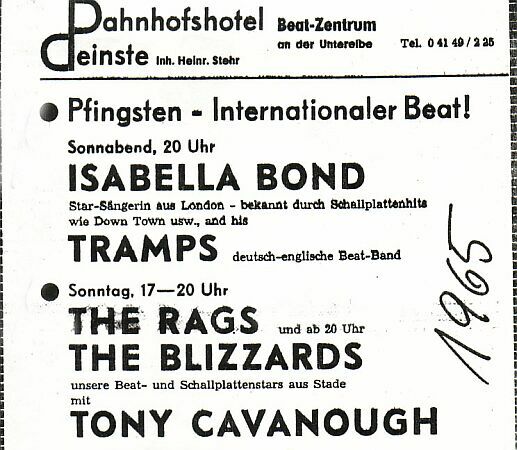 Bahnhofshotel Beat-Zentrum
deinste Inh. Heinr. Stehr an der Unterelbe Tel. 0 41 49 / 2 25
Pfingsten - Internationaler Beat!
Sonnabend, 20 Uhr
ISABELLA BOND
Star-Sängerin aus London - bekannt durch Schallplattenhits
wie Down Town usw., and his
TRAMPS deutsch-englische Beat-Band
Sonntag, 17—20 Uhr
THE RAGS und ab 20 Uhr
THE BLIZZARDS
unsere Beat- und Schallplattenstars aus Stade
mit
TONY CAVANOUGH
1965